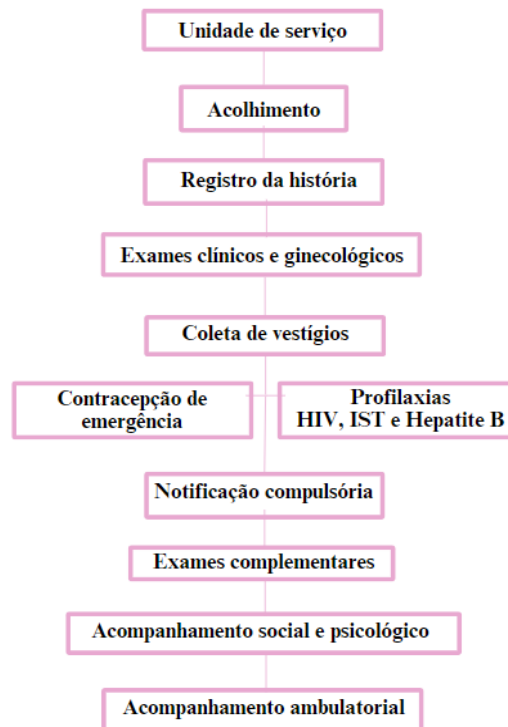 Unidade de serviço
Acolhimento
Registro da história
Exames clínicos e ginecológicos
Coleta de vestígios
Contracepção de
emergência
Profilaxias
HIV, IST e Hepatite B
Notificação compulsória
Exames complementares
Acompanhamento social e psicológico
Acompanhamento ambulatorial